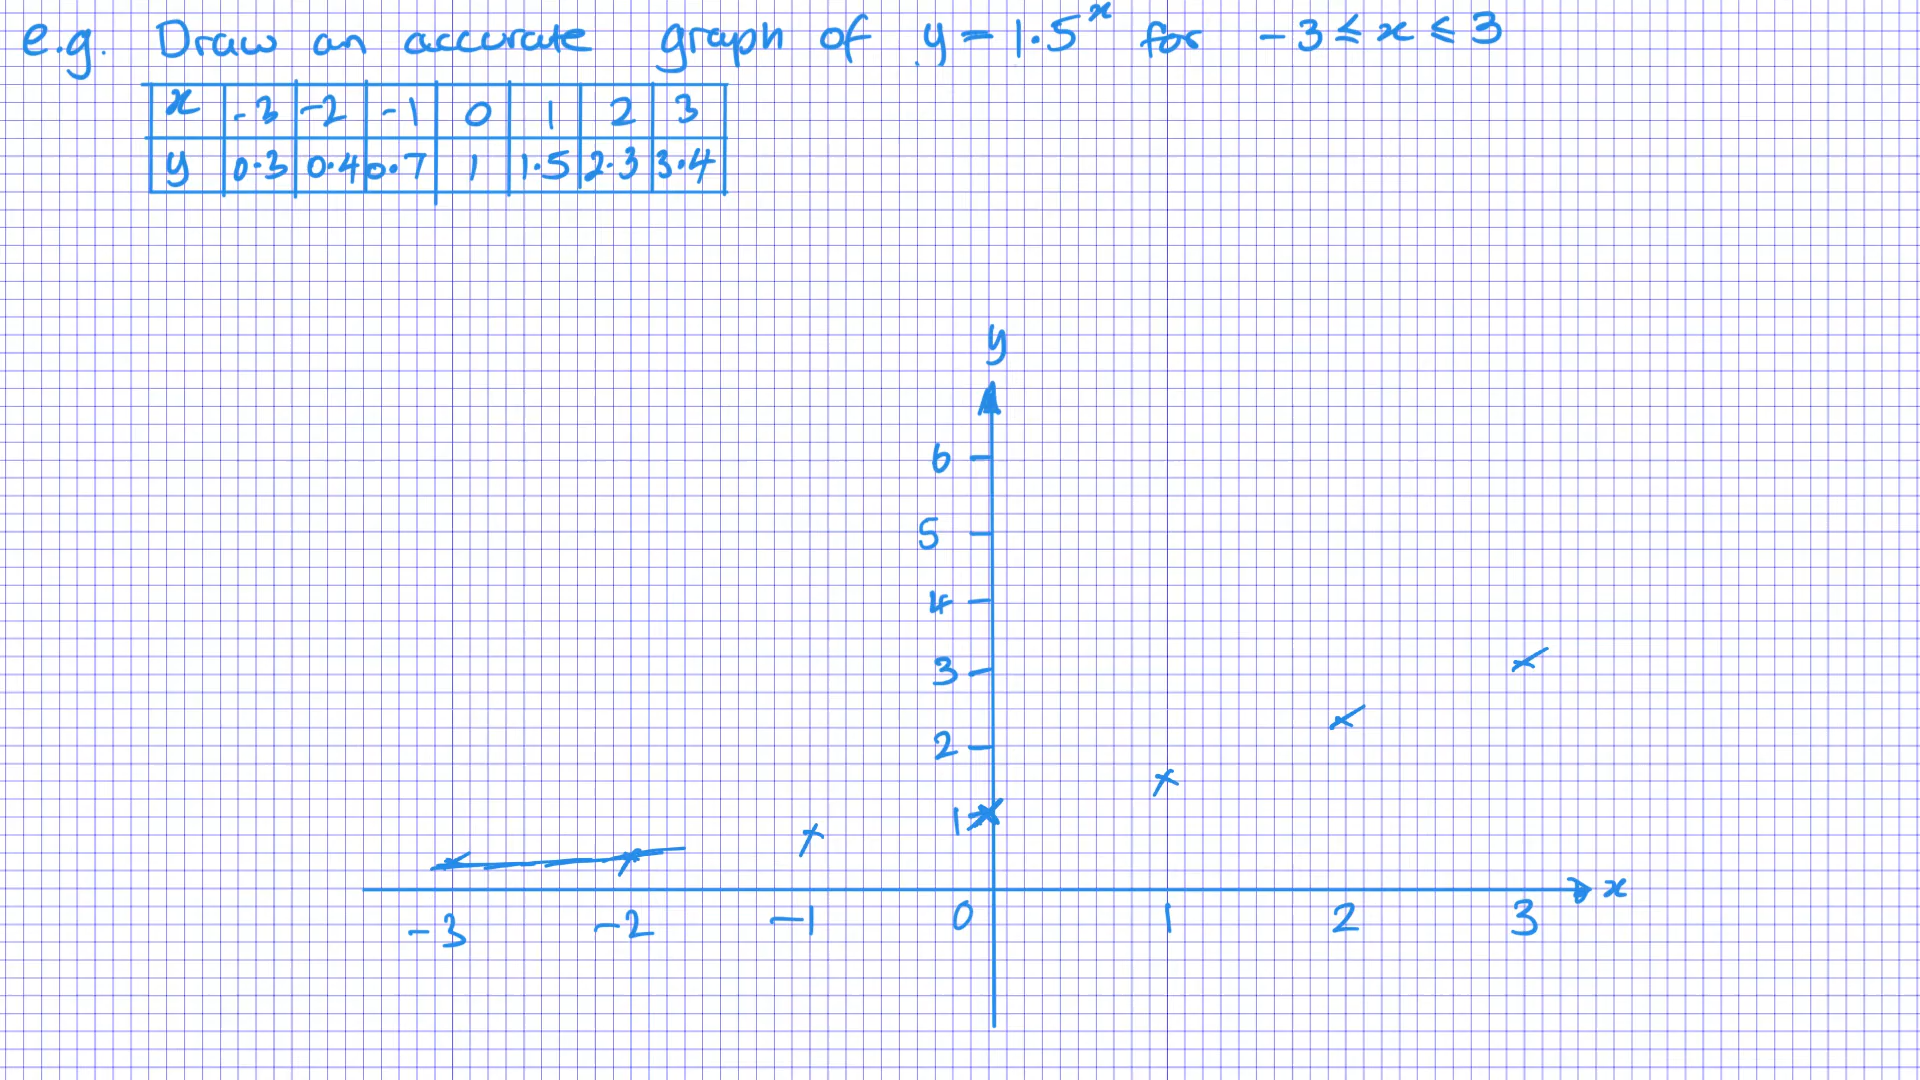 e.g. Draw an accurate graph of y = 1.5ˣ for -3 ≤ x ≤ 3
x -3 -2 -1 0 1 2 3
y 0.3 0.4 0.7 1 1.5 2.3 3.4
y
6
5
4
3
2
1
x
-3 -2 -1 0 1 2 3